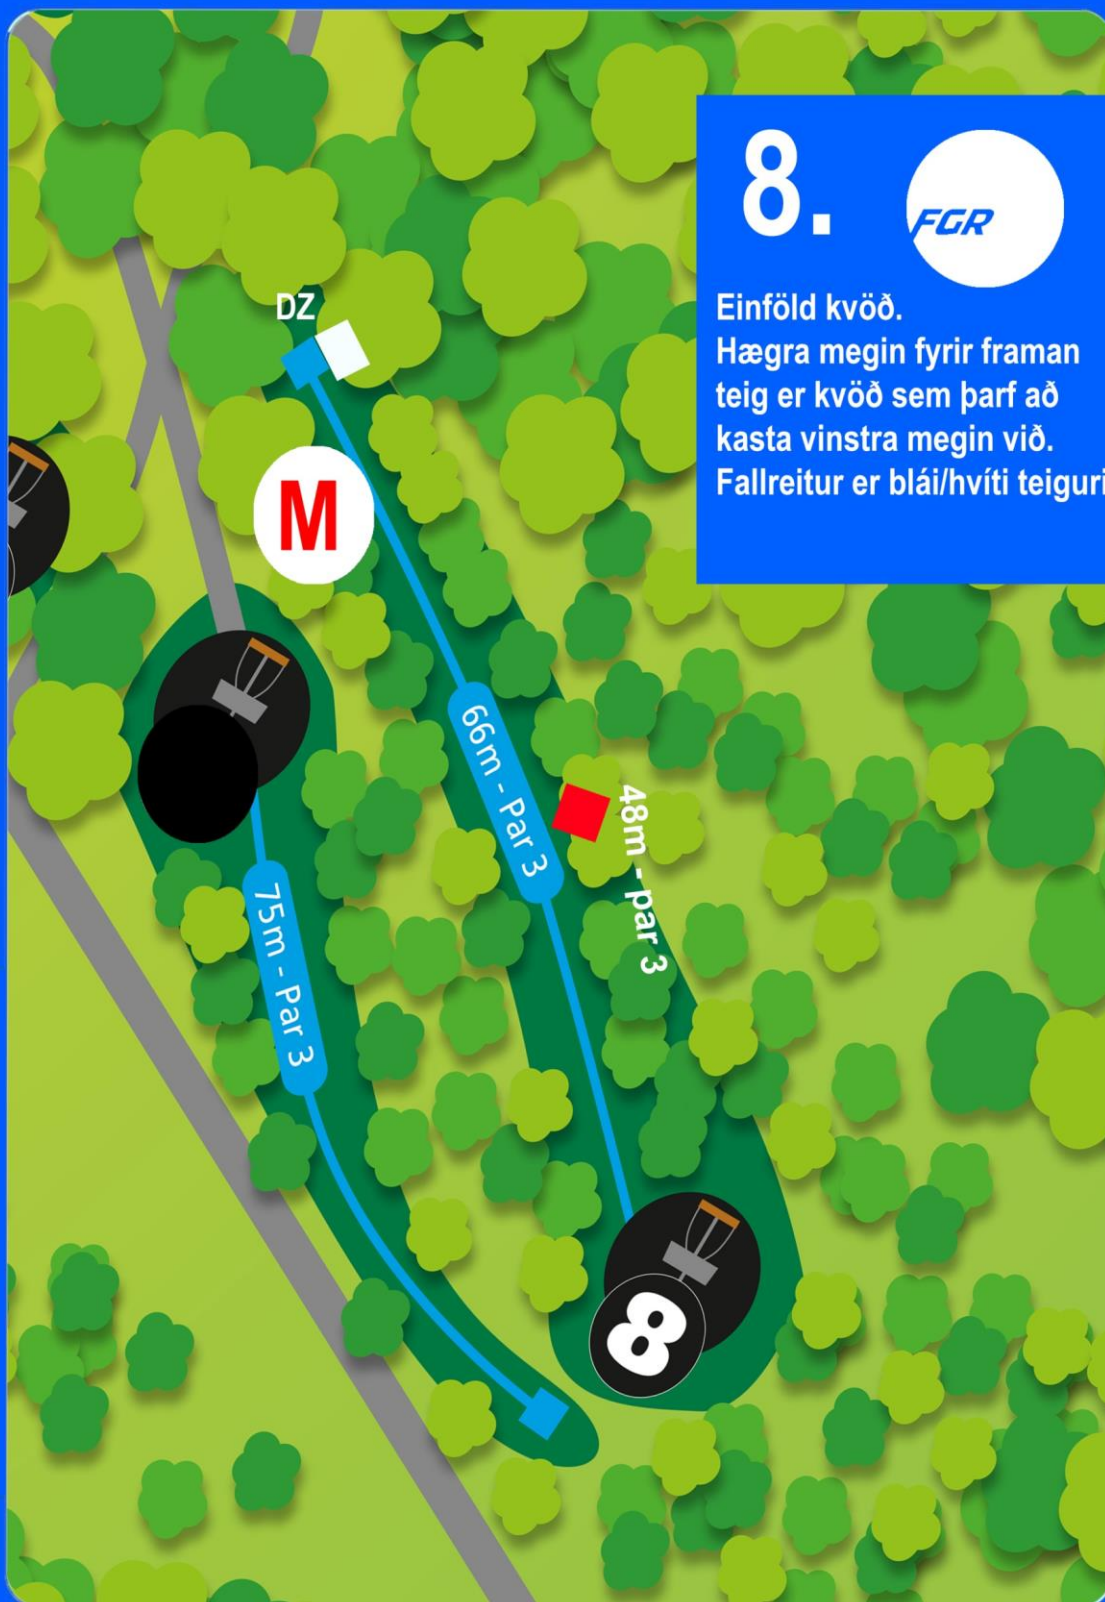 8.
FGR
Einföld kvöð.
Hægra megin fyrir framan
teig er kvöð sem þarf að
kasta vinstra megin við.
Fallreitur er blái/hvíti teiguri
DZ
M
66m - Par 3
48m - par 3
75m - Par 3
8